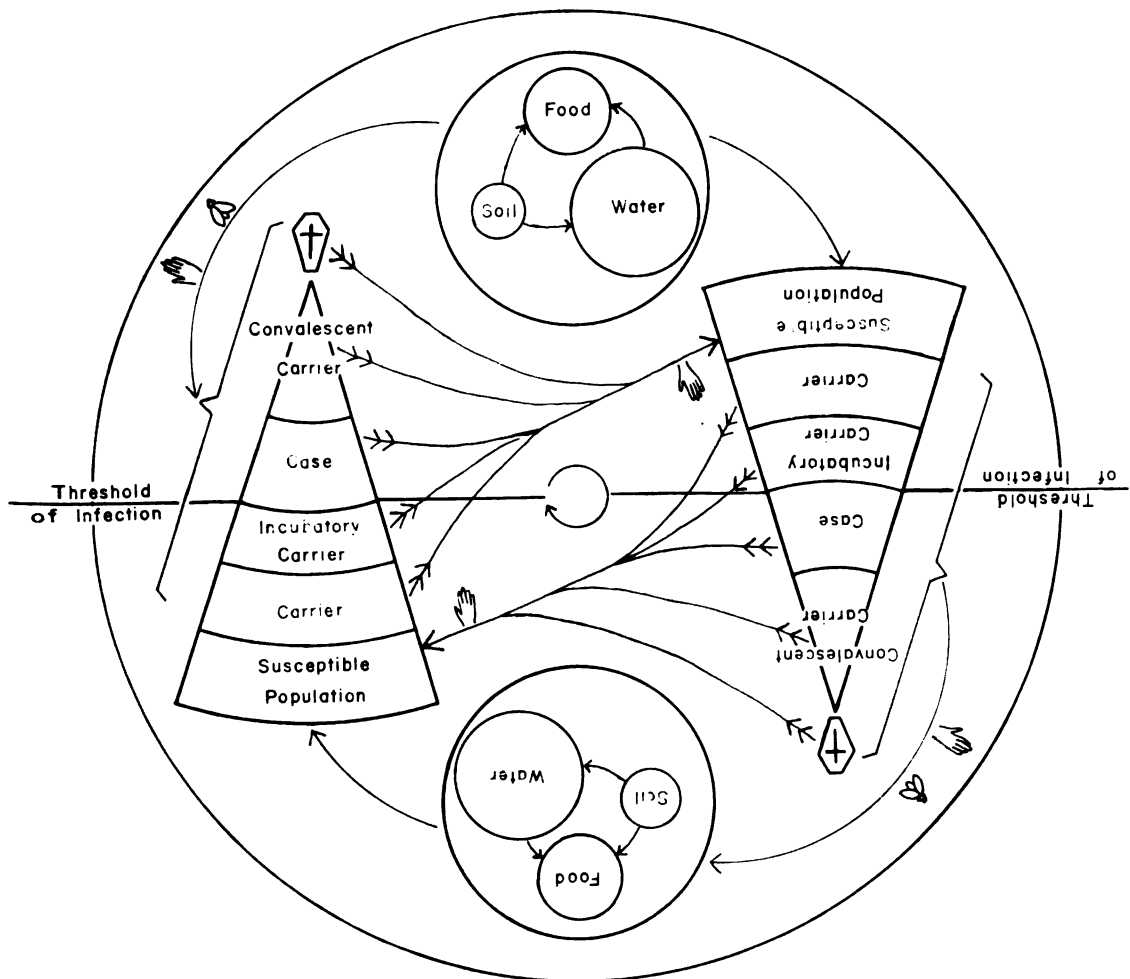 Food
Soil
Water
Convalescent
Carrier
Case
Threshold
of Infection
Incubatory
Carrier
Carrier
Susceptible
Population
Susceptible
Population
Carrier
Incubatory
Carrier
Threshold
of Infection
Case
Convalescent
Carrier
Water
Soil
Food